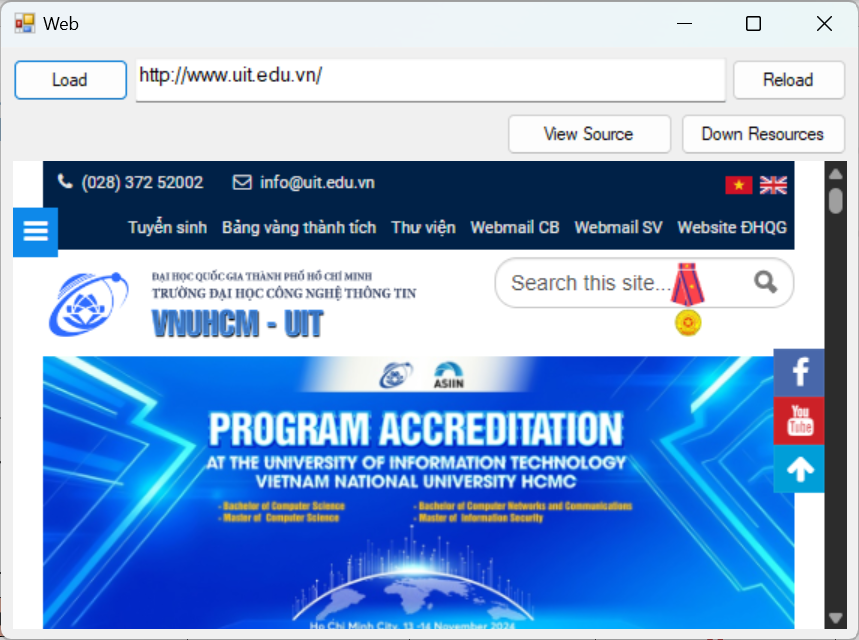 Web
Load
http://www.uit.edu.vn/
Reload
View Source
Down Resources
(028) 372 52002
info@uit.edu.vn
Tuyển sinh Bảng vàng thành tích Thư viện Webmail CB Webmail SV Website ĐHQG
ĐẠI HỌC QUỐC GIA THÀNH PHỐ HỒ CHÍ MINH
TRƯỜNG ĐẠI HỌC CÔNG NGHỆ THÔNG TIN
VNUHCM - UIT
Search this site...
ASIIN
PROGRAM ACCREDITATION
AT THE UNIVERSITY OF INFORMATION TECHNOLOGY
VIETNAM NATIONAL UNIVERSITY HCMC
- Bachelor of Computer Science
- Master of Computer Science
- Bachelor of Computer Networks and Communications
- Master of Information Security
Ho Chi Minh City, 13 -14 November 2024
f
You
Tube